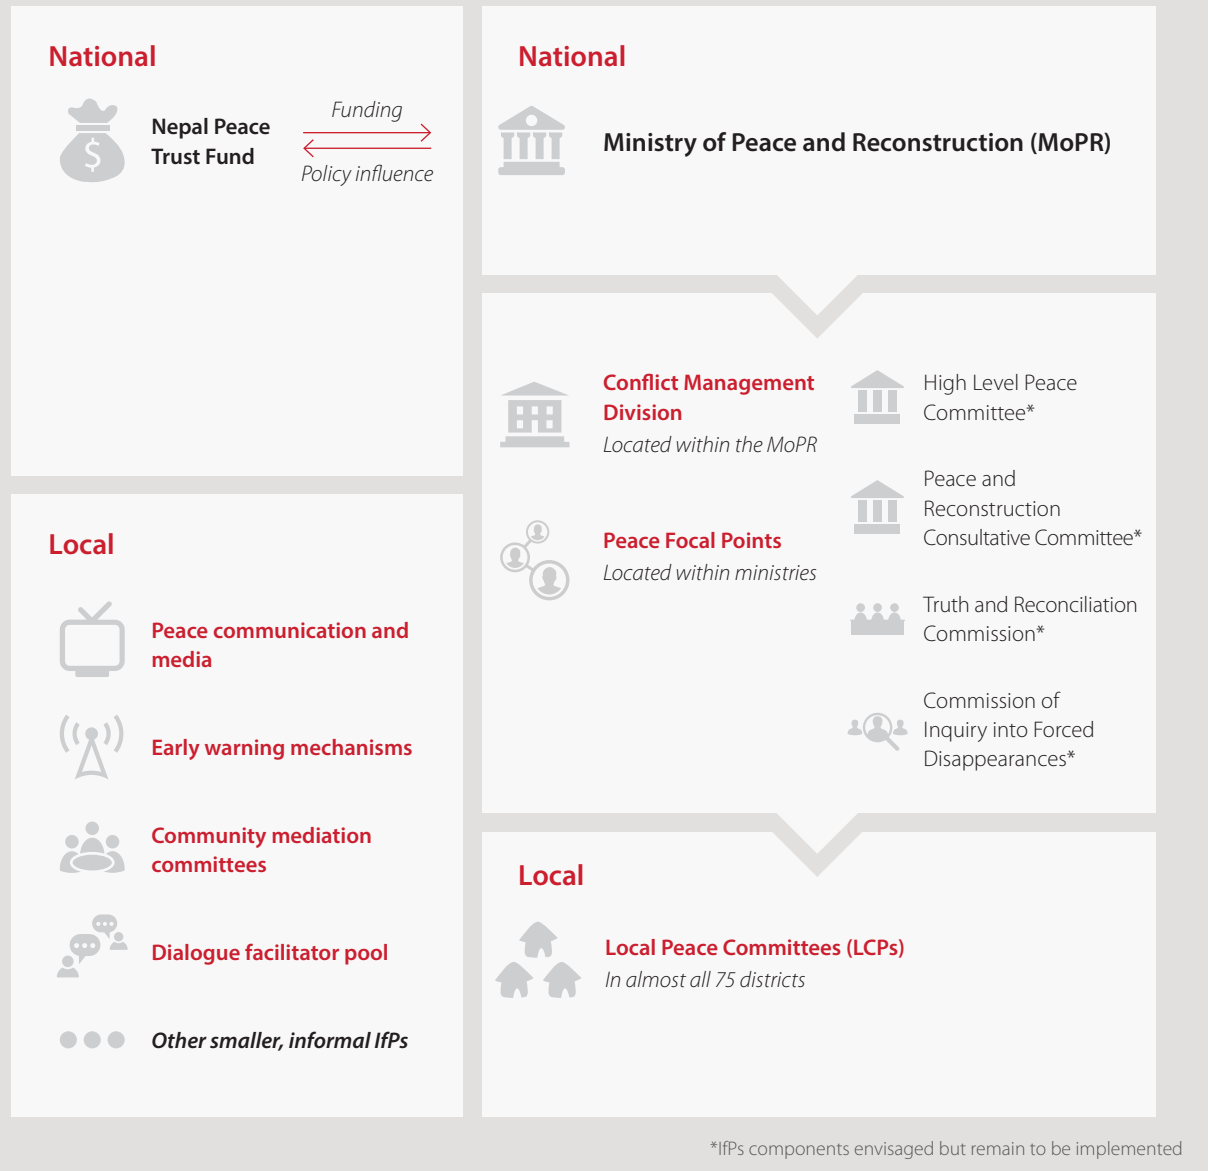 National
Nepal Peace
Trust Fund
Funding
Policy influence
National
Ministry of Peace and Reconstruction (MoPR)
Conflict Management
Division
Located within the MoPR
Peace Focal Points
Located within ministries
High Level Peace
Committee*
Peace and
Reconstruction
Consultative Committee*
Truth and Reconciliation
Commission*
Commission of
Inquiry into Forced
Disappearances*
Local
Peace communication and
media
Early warning mechanisms
Community mediation
committees
Dialogue facilitator pool
Other smaller, informal IfPs
Local
Local Peace Committees (LCPs)
In almost all 75 districts
*IfPs components envisaged but remain to be implemented